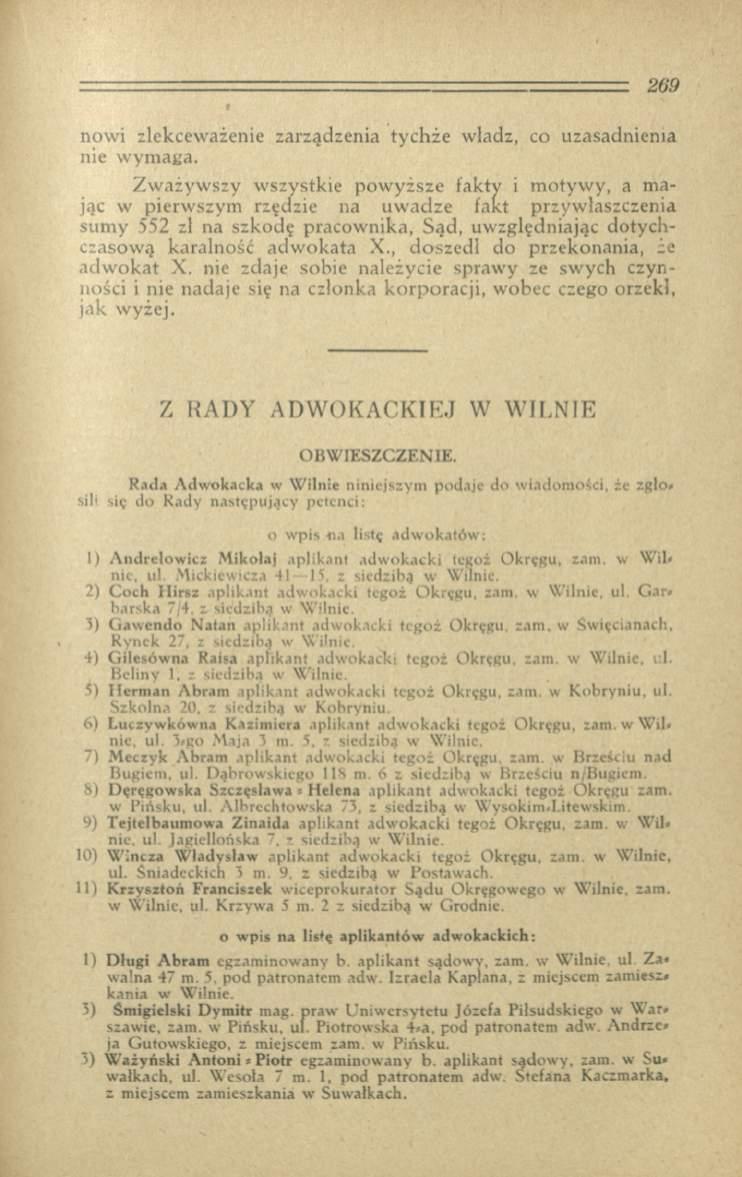 269
nowi zlekceważenie zarządzenia tychże władz, co uzasadnienia
nie wymaga.
Zważywszy wszystkie powyższe fakty i motywy, a ma-
jąc w pierwszym rzędzie na uwadze fakt przywłaszczenia
sumy 552 zł na szkodę pracownika, Sąd, uwzględniając dotych-
czasową karalność adwokata X., doszedł do przekonania, że
adwokat X. nie zdaje sobie należycie sprawy ze swych czyn-
ności i nie nadaje się na członka korporacji, wobec czego orzekł,
jak wyżej.
Z RADY ADWOKACKIEJ W WILNIE
OBWIESZCZENIE.
Rada Adwokacka w Wilnie niniejszym podaje do wiadomości, że zgło-
sili się do Rady następujący petenci:
o wpis na listę adwokatów:
1) Andrelowicz Mikołaj aplikant adwokacki tegoż Okręgu, zam. w Wil-
nie, ul. Mickiewicza 41—15, z siedzibą w Wilnie.
2) Coch Hirsz aplikant adwokacki tegoż Okręgu, zam. w Wilnie, ul. Gar-
barska 7/4, z siedzibą w Wilnie.
3) Gawendo Natan aplikant adwokacki tegoż Okręgu, zam. w Święcianach,
Rynek 27, z siedzibą w Wilnie.
4) Gilesówna Raisa aplikant adwokacki tegoż Okręgu, zam. w Wilnie, ul.
Beliny 1, z siedzibą w Wilnie.
5) Herman Abram aplikant adwokacki tegoż Okręgu, zam. w Kobryniu, ul.
Szkolna 20, z siedzibą w Kobryniu.
6) Łuczywkówna Kazimiera aplikant adwokacki tegoż Okręgu, zam. w Wil-
nie, ul. 3-go Maja 3 m. 5, z siedzibą w Wilnie.
7) Meczyk Abram aplikant adwokacki tegoż Okręgu, zam. w Brześciu nad
Bugiem, ul. Dąbrowskiego 118 m. 6 z siedzibą w Brześciu n/Bugiem.
8) Dęręgowska Szczęsława-Helena aplikant adwokacki tegoż Okręgu zam.
w Pińsku, ul. Albrechtowska 73, z siedzibą w Wysokim-Litewskim.
9) Tejtelbaumowa Zinaida aplikant adwokacki tegoż Okręgu, zam. w Wil-
nie, ul. Jagiellońska 7, z siedzibą w Wilnie.
10) Wincza Władysław aplikant adwokacki tegoż Okręgu, zam. w Wilnie,
ul. Śniadeckich 3 m. 9, z siedzibą w Postawach.
11) Krzysztoń Franciszek wiceprokurator Sądu Okręgowego w Wilnie, zam.
w Wilnie, ul. Krzywa 5 m. 2 z siedzibą w Grodnie.
o wpis na listę aplikantów adwokackich:
1) Długi Abram egzaminowany b. aplikant sądowy, zam. w Wilnie, ul. Za-
walna 47 m. 5, pod patronatem adw. Izraela Kapłana, z miejscem zamiesz-
kania w Wilnie.
3) Śmigielski Dymitr mag. praw Uniwersytetu Józefa Piłsudskiego w War-
szawie, zam. w Pińsku, ul. Piotrowska 4-a, pod patronatem adw. Andrze-
ja Gutowskiego, z miejscem zam. w Pińsku.
3) Ważyński Antoni-Piotr egzaminowany b. aplikant sądowy, zam. w Su-
wałkach, ul. Wesoła 7 m. 1, pod patronatem adw. Stefana Kaczmarka,
z miejscem zamieszkania w Suwałkach.